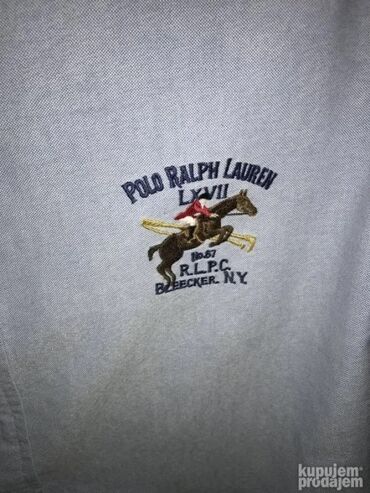 POLO RALPH LAUREN
LXVII
No.67
R.L.P.C.
BLEECKER N.Y.
kupujem
prodajem